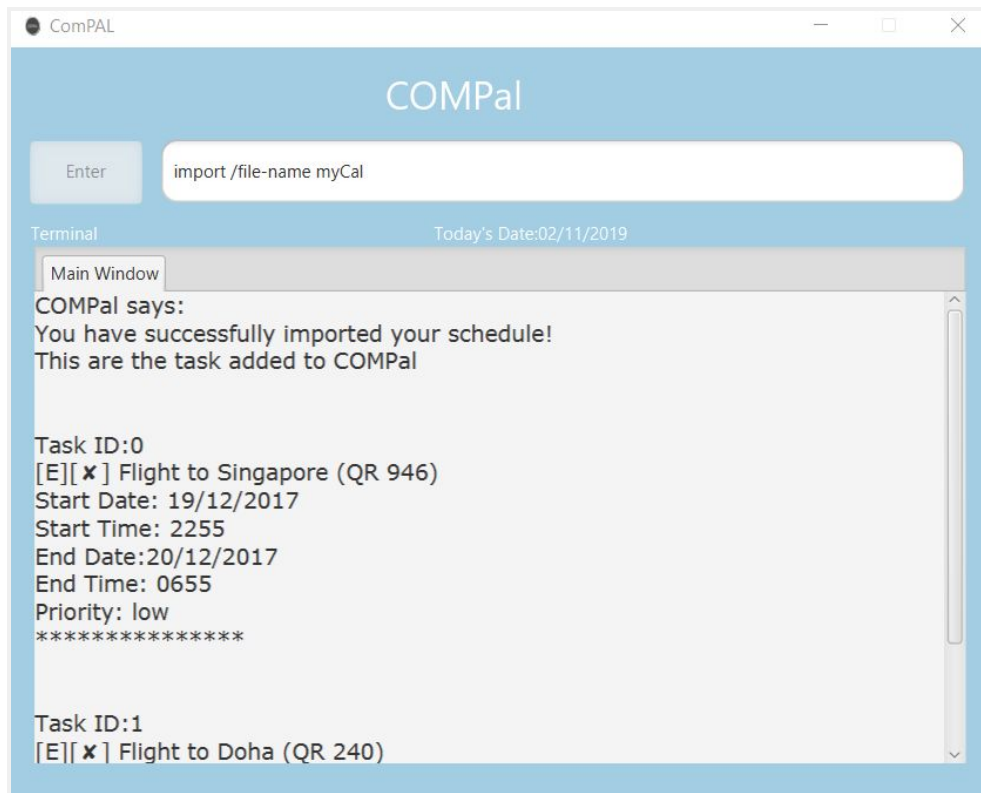 ComPAL
COMPal
Enter
import /file-name myCal
Terminal
Today's Date:02/11/2019
Main Window
COMPal says:
You have successfully imported your schedule!
This are the task added to COMPal
Task ID:0
[E][✘] Flight to Singapore (QR 946)
Start Date: 19/12/2017
Start Time: 2255
End Date:20/12/2017
End Time: 0655
Priority: low
***************
Task ID:1
[E][✘] Flight to Doha (QR 240)